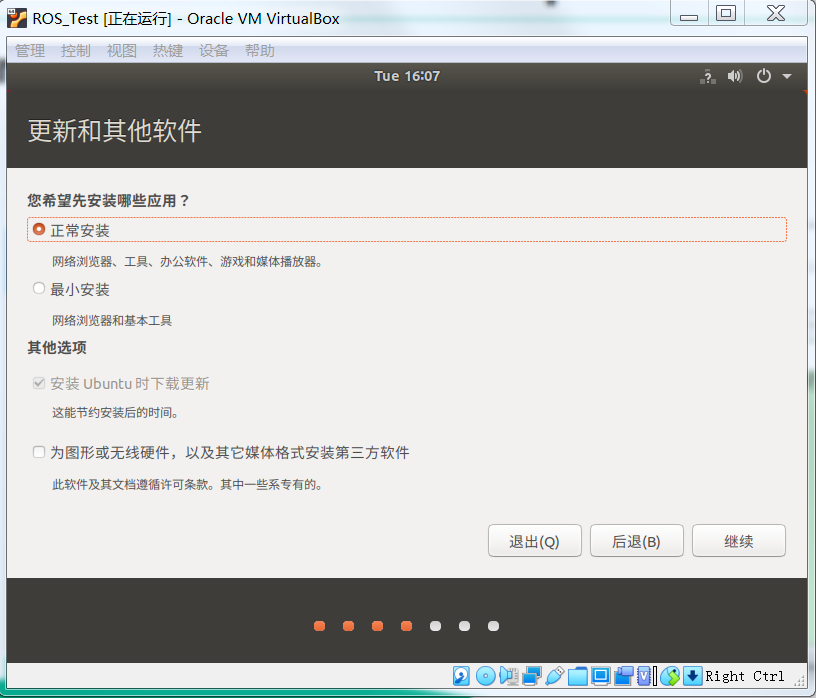 ROS_Test [正在运行] - Oracle VM VirtualBox
管理 控制 视图 热键 设备 帮助
Tue 16:07
?
更新和其他软件
您希望先安装哪些应用？
正常安装
网络浏览器、工具、办公软件、游戏和媒体播放器。
最小安装
网络浏览器和基本工具
其他选项
安装 Ubuntu 时下载更新
这能节约安装后的时间。
为图形或无线硬件，以及其它媒体格式安装第三方软件
此软件及其文档遵循许可条款。其中一些系专有的。
退出(Q) 后退(B) 继续
Right Ctrl